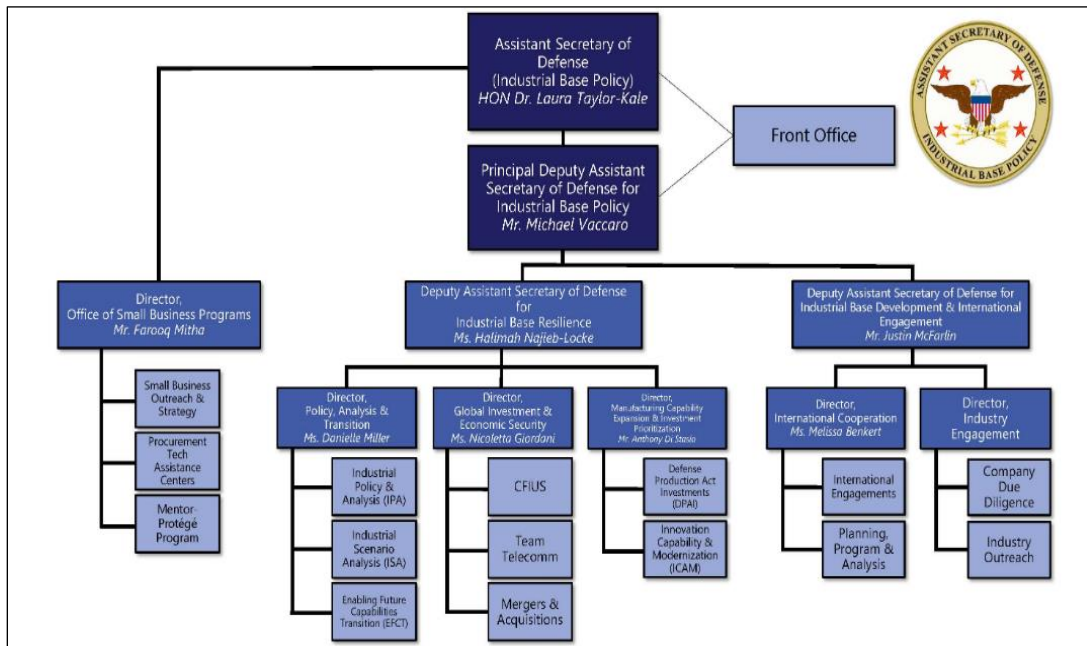 Assistant Secretary of
Defense
(Industrial Base Policy)
HON Dr. Laura Taylor-Kale
ASSISTANT SECRETARY OF DEFENSE
INDUSTRIAL BASE POLICY
Front Office
Principal Deputy Assistant
Secretary of Defense for
Industrial Base Policy
Mr. Michael Vaccaro
Director,
Office of Small Business Programs
Mr. Farooq Mitha
Small Business
Outreach &
Strategy
Procurement
Tech
Assistance
Centers
Mentor-
Protégé
Program
Deputy Assistant Secretary of Defense
for
Industrial Base Resilience
Ms. Halimah Najieb-Locke
Director,
Policy, Analysis &
Transition
Ms. Danielle Miller
Industrial
Policy &
Analysis (IPA)
Industrial
Scenario
Analysis (ISA)
Enabling Future
Capabilities
Transition (EFCT)
Director,
Global Investment &
Economic Security
Ms. Nicoletta Giordani
CFIUS
Team
Telecomm
Mergers &
Acquisitions
Director,
Manufacturing Capability
Expansion & Investment
Prioritization
Mr. Anthony Di Stasio
Defense
Production Act
Investments
(DPAI)
Innovation
Capability &
Modernization
(ICAM)
Deputy Assistant Secretary of Defense for
Industrial Base Development & International
Engagement
Mr. Justin McFarlin
Director,
International Cooperation
Ms. Melissa Benkert
International
Engagements
Planning,
Program &
Analysis
Director,
Industry
Engagement
Company
Due
Diligence
Industry
Outreach